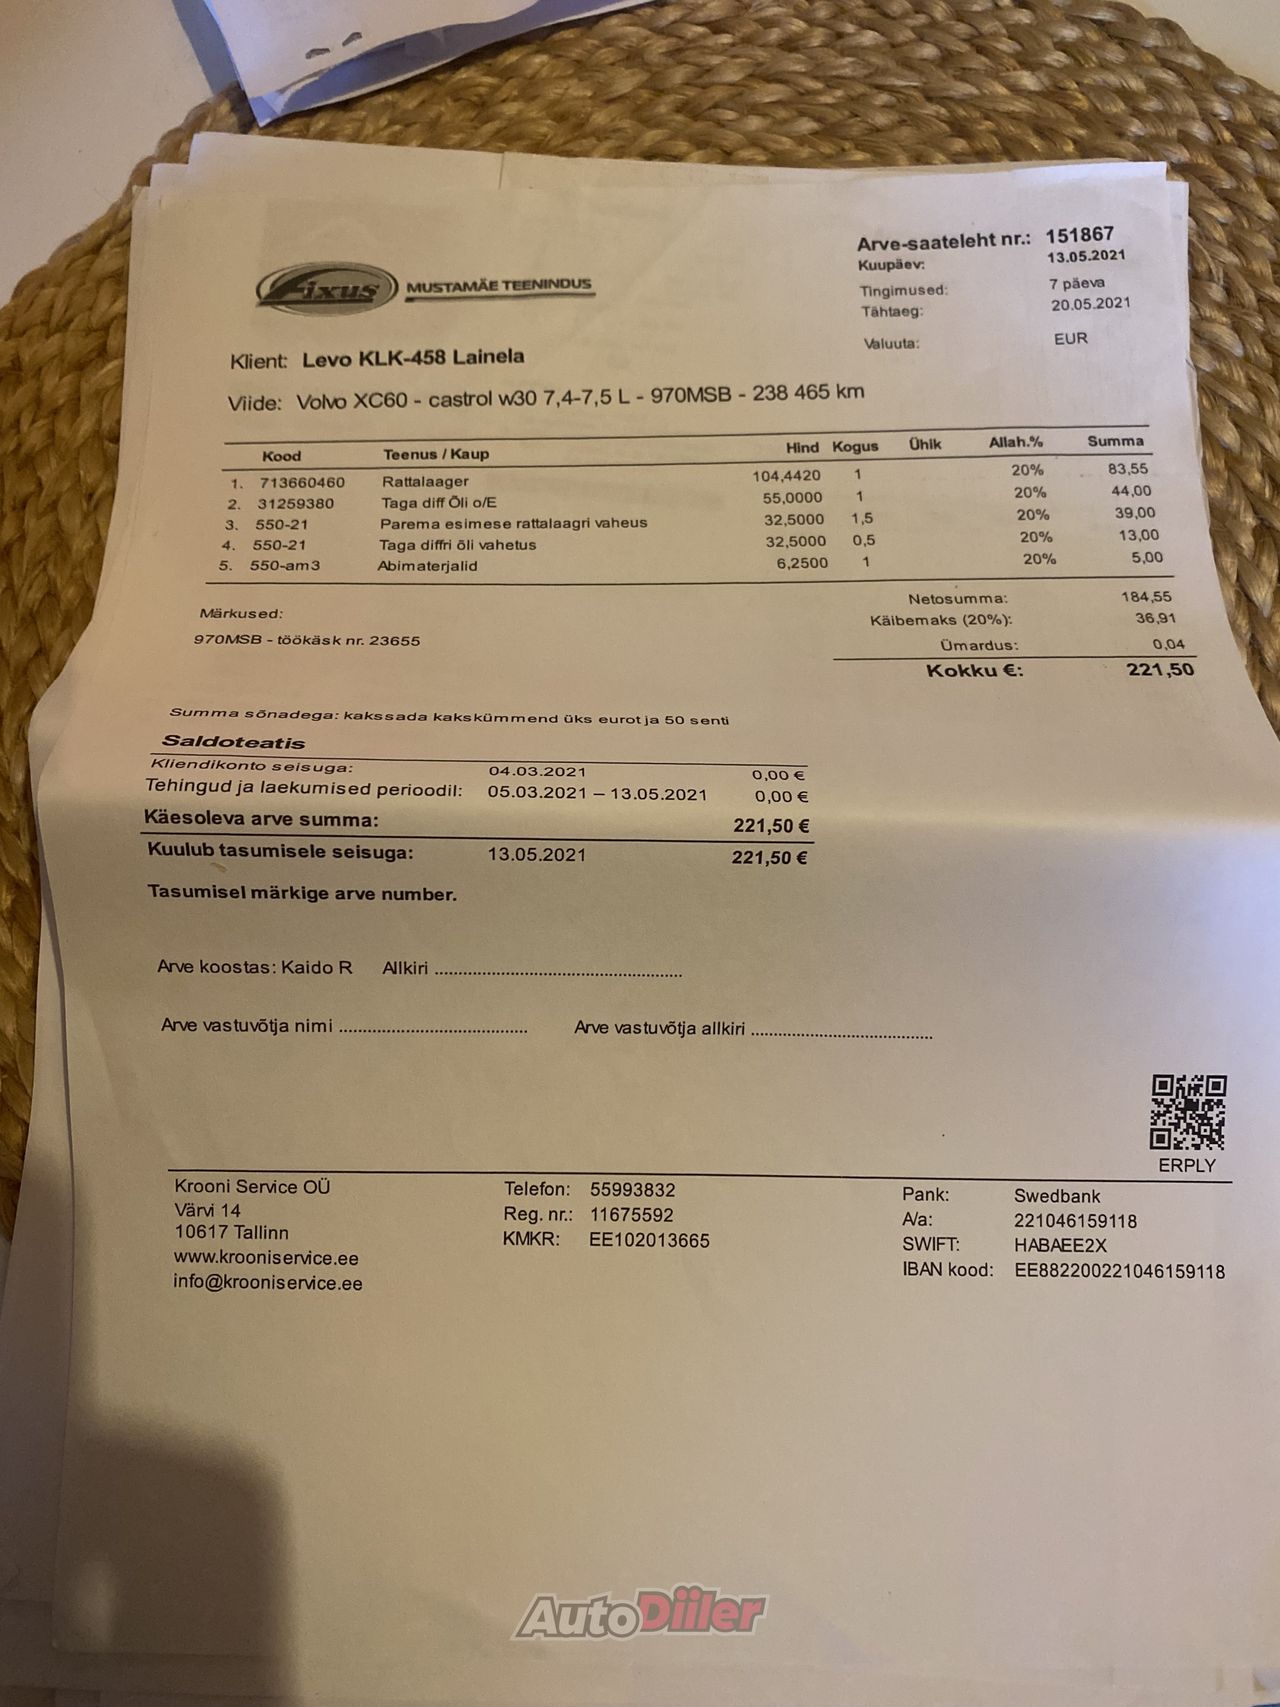 Fixus MUSTAMÄE TEENINDUS
Arve-saateleht nr.: 151867
Kuupäev: 13.05.2021
Tingimused: 7 päeva
Tähtaeg: 20.05.2021
Valuuta: EUR
Klient: Levo KLK-458 Lainela
Viide: Volvo XC60 - castrol w30 7,4-7,5 L - 970MSB - 238 465 km
Kood Teenus / Kaup Hind Kogus Ühik Allah.% Summa
1. 713660460 Rattalaager 104,4420 1 20% 83,55
2. 31259380 Taga diff Õli o/E 55,0000 1 20% 44,00
3. 550-21 Parema esimese rattalaagri vaheus 32,5000 1,5 20% 39,00
4. 550-21 Taga diffri õli vahetus 32,5000 0,5 20% 13,00
5. 550-am3 Abimaterjalid 6,2500 1 20% 5,00
Netosumma: 184,55
Märkused:
Käibemaks (20%): 36,91
970MSB - töökäsk nr. 23655
Ümardus: 0,04
Kokku €: 221,50
Summa sõnadega: kakssada kakskümmend üks eurot ja 50 senti
Saldoteatis
Kliendikonto seisuga: 04.03.2021 0,00 €
Tehingud ja laekumised perioodil: 05.03.2021 – 13.05.2021 0,00 €
Käesoleva arve summa: 221,50 €
Kuulub tasumisele seisuga: 13.05.2021 221,50 €
Tasumisel märkige arve number.
Arve koostas: Kaido R Allkiri ...............................................
Arve vastuvõtja nimi ..................................... Arve vastuvõtja allkiri ....................................
ERPLY
Krooni Service OÜ Telefon: 55993832 Pank: Swedbank
Värvi 14 Reg. nr.: 11675592 A/a: 221046159118
10617 Tallinn KMKR: EE102013665 SWIFT: HABAEE2X
www.krooniservice.ee IBAN kood: EE882200221046159118
info@krooniservice.ee
AutoDiiler